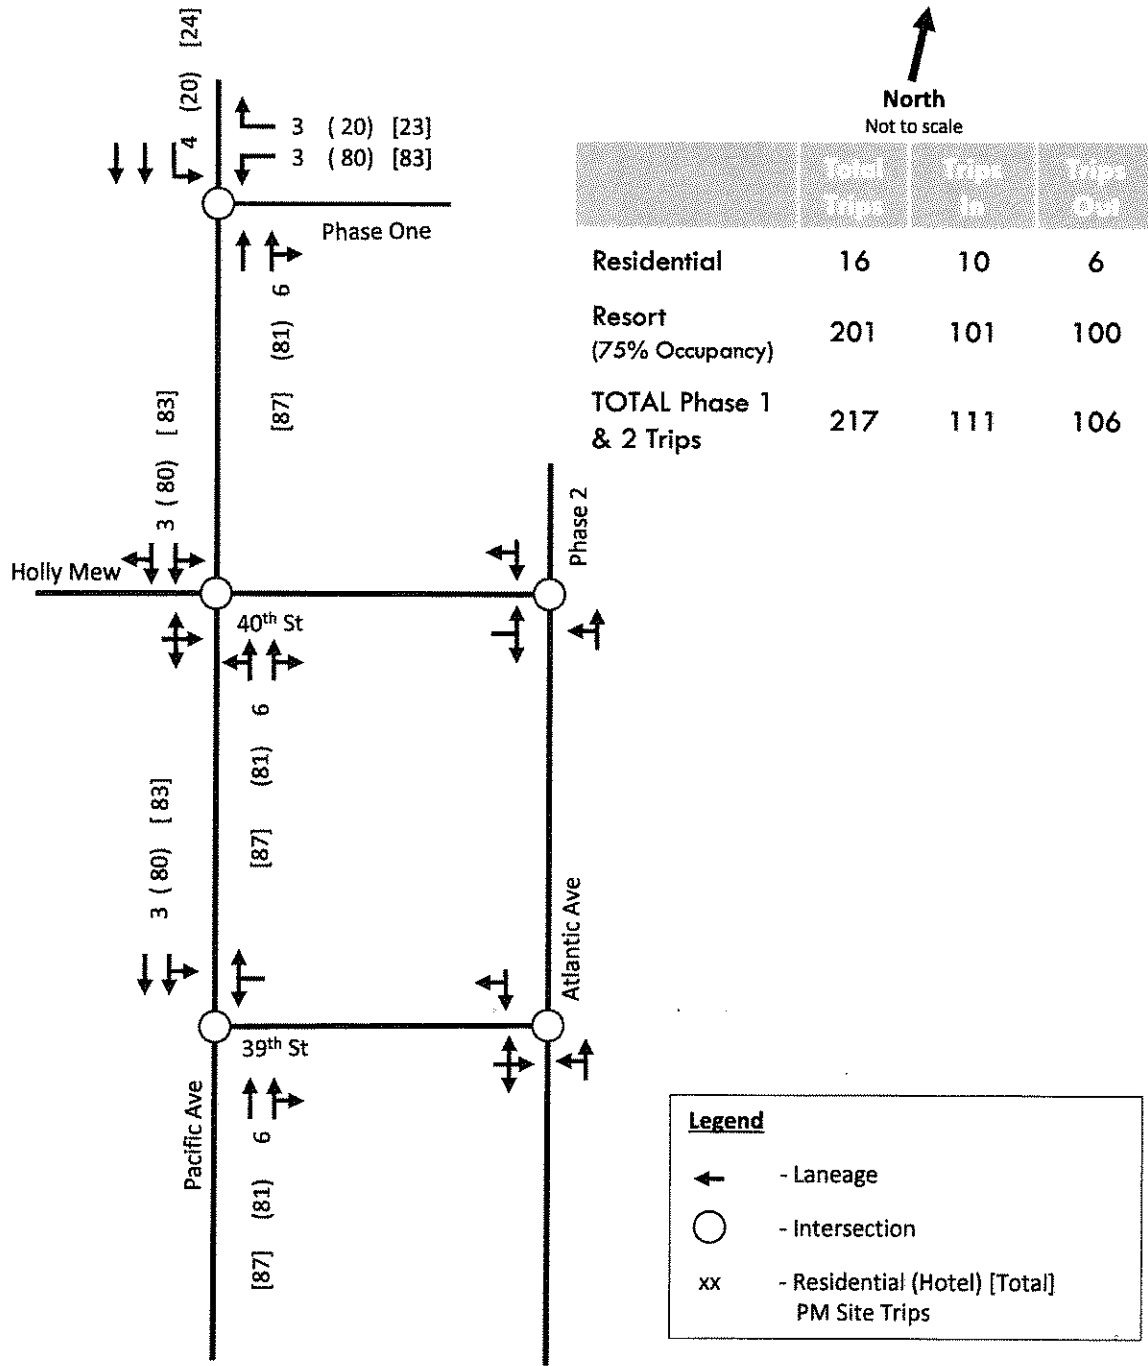 4 (20) [24]
North
Not to scale
3 ( 20) [23]
3 ( 80) [83]
Phase One
6 (81) [87]
Total Trips
Trips In
Trips Out
Residential 16 10 6
Resort
(75% Occupancy) 201 101 100
TOTAL Phase 1
& 2 Trips 217 111 106
3 ( 80) [ 83]
Phase 2
Holly Mew
40th St
6 (81) [87]
3 ( 80) [ 83]
Atlantic Ave
39th St
Pacific Ave
6 (81) [87]
Legend
- Laneage
- Intersection
xx - Residential (Hotel) [Total]
PM Site Trips